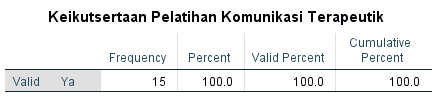 Keikutsertaan Pelatihan Komunikasi Terapeutik
Frequency Percent Valid Percent Cumulative Percent
Valid Ya 15 100.0 100.0 100.0